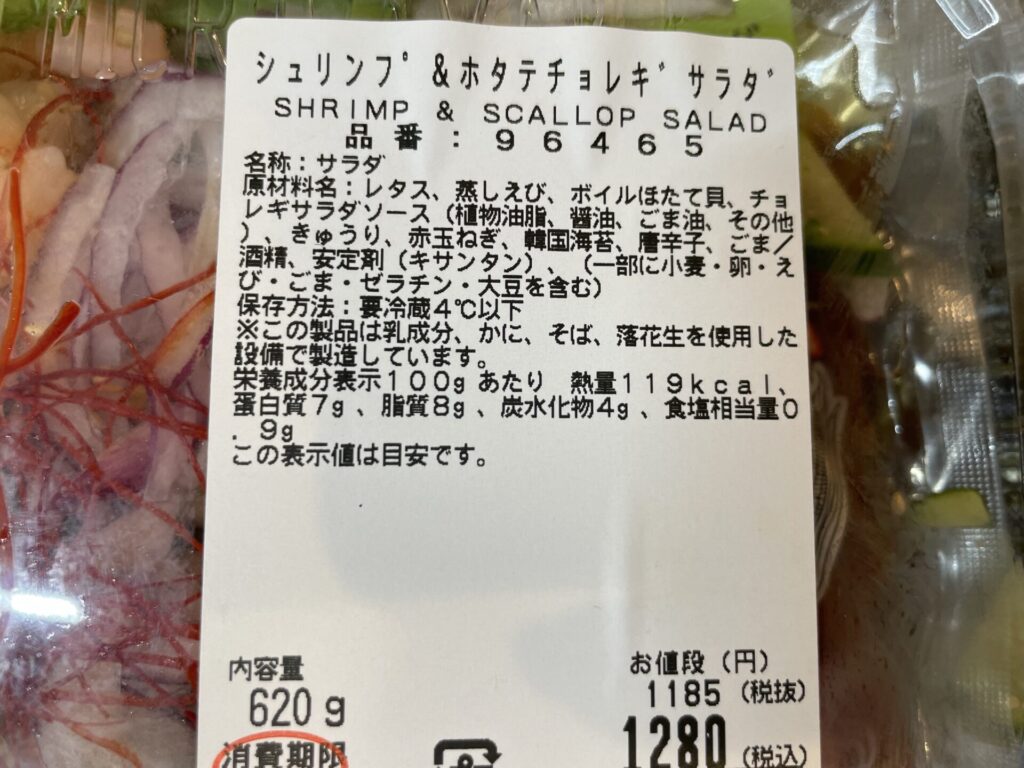 シュリンプ&ホタテチョレギサラダ
SHRIMP & SCALLOP SALAD
品番:96465
名称:サラダ
原材料名:レタス、蒸しえび、ボイルほたて貝、チョ
レギサラダソース(植物油脂、醤油、ごま油、その他
)、きゅうり、赤玉ねぎ、韓国海苔、唐辛子、ごま/
酒精、安定剤(キサンタン)、(一部に小麦・卵・え
び・ごま・ゼラチン・大豆を含む)
保存方法:要冷蔵4℃以下
※この製品は乳成分、かに、そば、落花生を使用した
設備で製造しています。
栄養成分表示100gあたり 熱量119kcal、
蛋白質7g、脂質8g、炭水化物4g、食塩相当量0
.9g
この表示値は目安です。
内容量
620g
お値段(円)
1185(税抜)
1280(税込)
消費期限